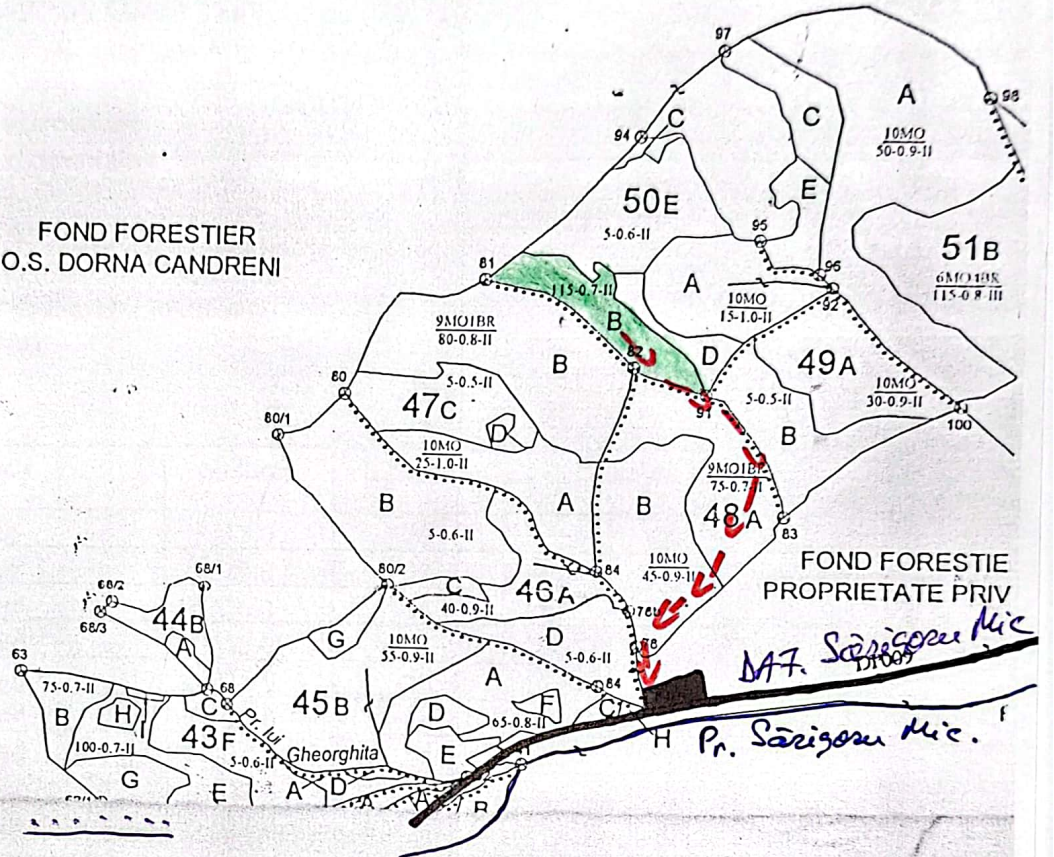 97
A
98
C
C
10MO
50-0.9-II
94
E
50E
5-0.6-II
95
51B
FOND FORESTIER
O.S. DORNA CANDRENI
6MO4BR
115-0.8-III
96
81
115-0.7-II
A
10MO
15-1.0-II
92
9MO1BR
80-0.8-II
B
B
82
D
49A
80
5-0.5-II
47C
10MO
30-0.9-II
5-0.5-II
91
100
80/1
D
B
10MO
25-1.0-II
9MO1BR
75-0.7-II
B
A
B
48A
83
5-0.6-II
10MO
45-0.9-II
FOND FORESTIE
PROPRIETATE PRIV
68/2
68/1
80/2
C
46A
84
68/3
44B
40-0.9-II
78
A
G
10MO
55-0.9-II
D
5-0.6-II
63
DA7. Sărigoru Mic
DF009
75-0.7-II
C
68
A
84
B
H
I
45B
D
F
C
65-0.8-II
Pr. lui
Gheorghita
43F
H
Pr. Sărigoru Mic.
100-0.7-II
5-0.6-II
E
G
E
A
D
A
A
B